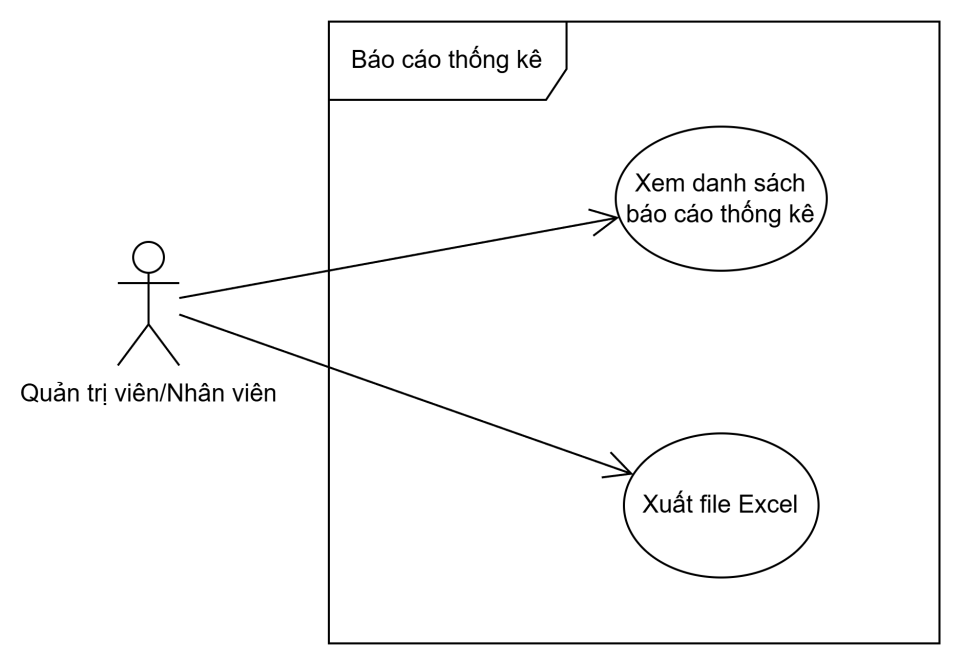 Báo cáo thống kê
Xem danh sách
báo cáo thống kê
Quản trị viên/Nhân viên
Xuất file Excel